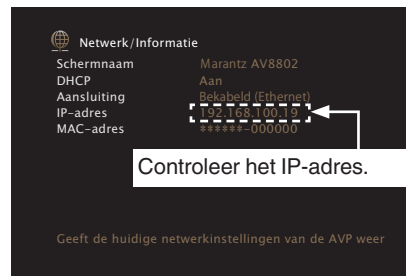 Netwerk/Informatie
Schermnaam Marantz AV8802
DHCP Aan
Aansluiting Bekabeld (Ethernet)
IP-adres 192.168.100.19
MAC-adres ******-000000
Controleer het IP-adres.
Geeft de huidige netwerkinstellingen van de AVP weer